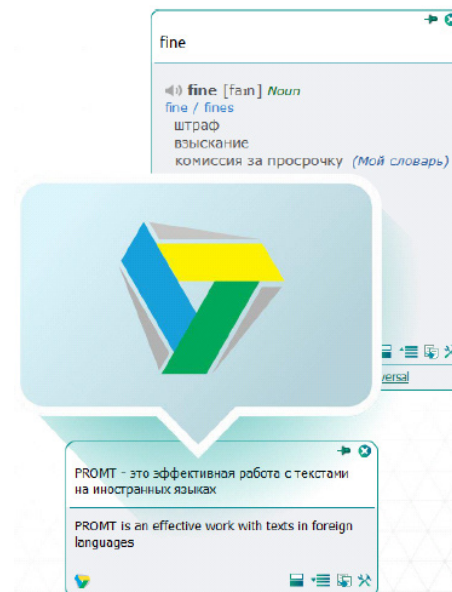 fine
fine [faɪn] Noun
fine / fines
штраф
взыскание
комиссия за просрочку (Мой словарь)
versal
PROMT - это эффективная работа с текстами
на иностранных языках
PROMT is an effective work with texts in foreign
languages